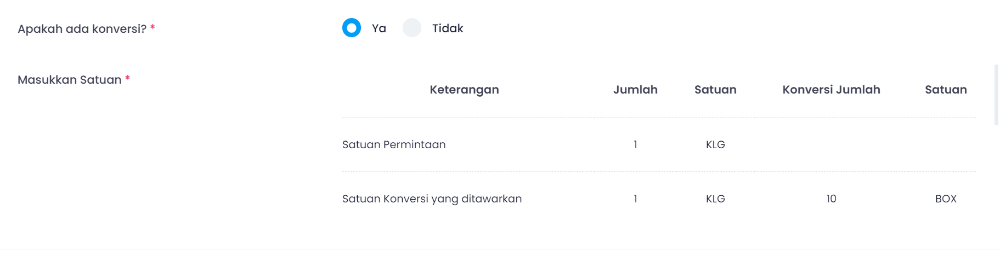 Apakah ada konversi? *
Ya Tidak
Masukkan Satuan *
Keterangan Jumlah Satuan Konversi Jumlah Satuan
Satuan Permintaan 1 KLG
Satuan Konversi yang ditawarkan 1 KLG 10 BOX